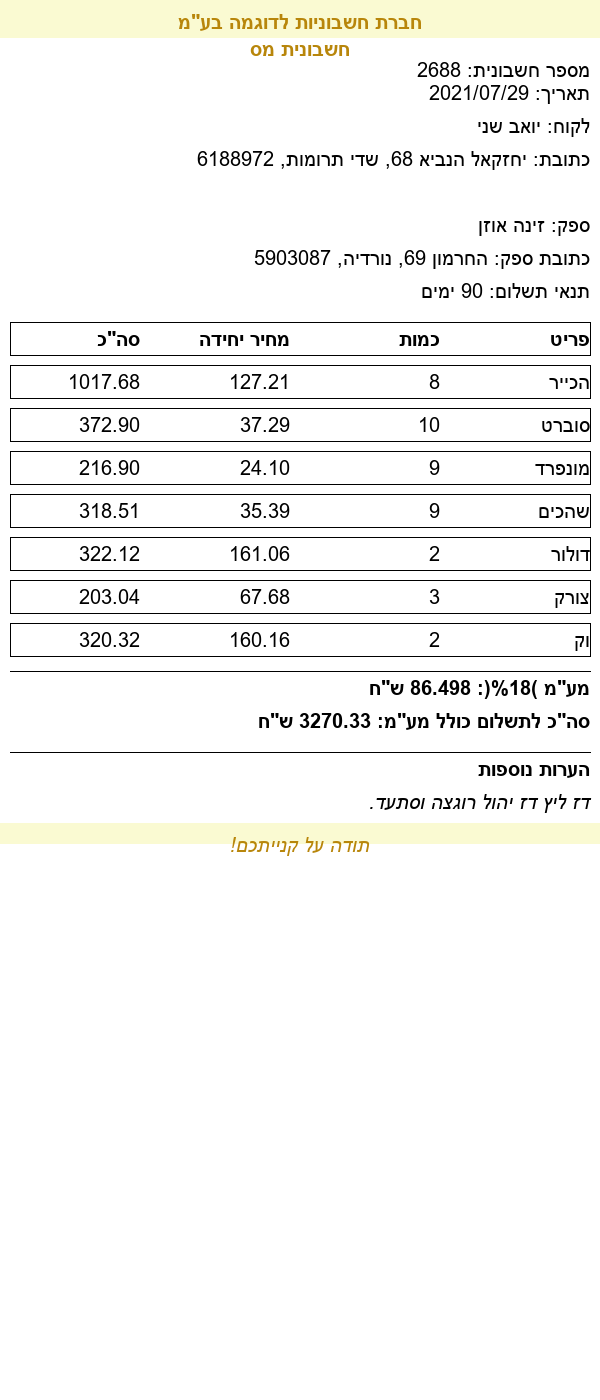 חברת חשבוניות לדוגמה בע"מ
חשבונית מס
מספר חשבונית: 2688
תאריך: 2021/07/29
לקוח: יואב שני
כתובת: יחזקאל הנביא 68, שדי תרומות, 6188972
ספק: זינה אוזן
כתובת ספק: החרמון 69, נורדיה, 5903087
תנאי תשלום: 90 ימים
פריט כמות מחיר יחידה סה"כ
הכייר 8 127.21 1017.68
סוברט 10 37.29 372.90
מונפרד 9 24.10 216.90
שהכים 9 35.39 318.51
דולור 2 161.06 322.12
צורק 3 67.68 203.04
וק 2 160.16 320.32
מע"מ )18%(: 86.498 ש"ח
סה"כ לתשלום כולל מע"מ: 3270.33 ש"ח
הערות נוספות
דז ליץ דז יהול רוגצה וסתעד.
תודה על קנייתכם!